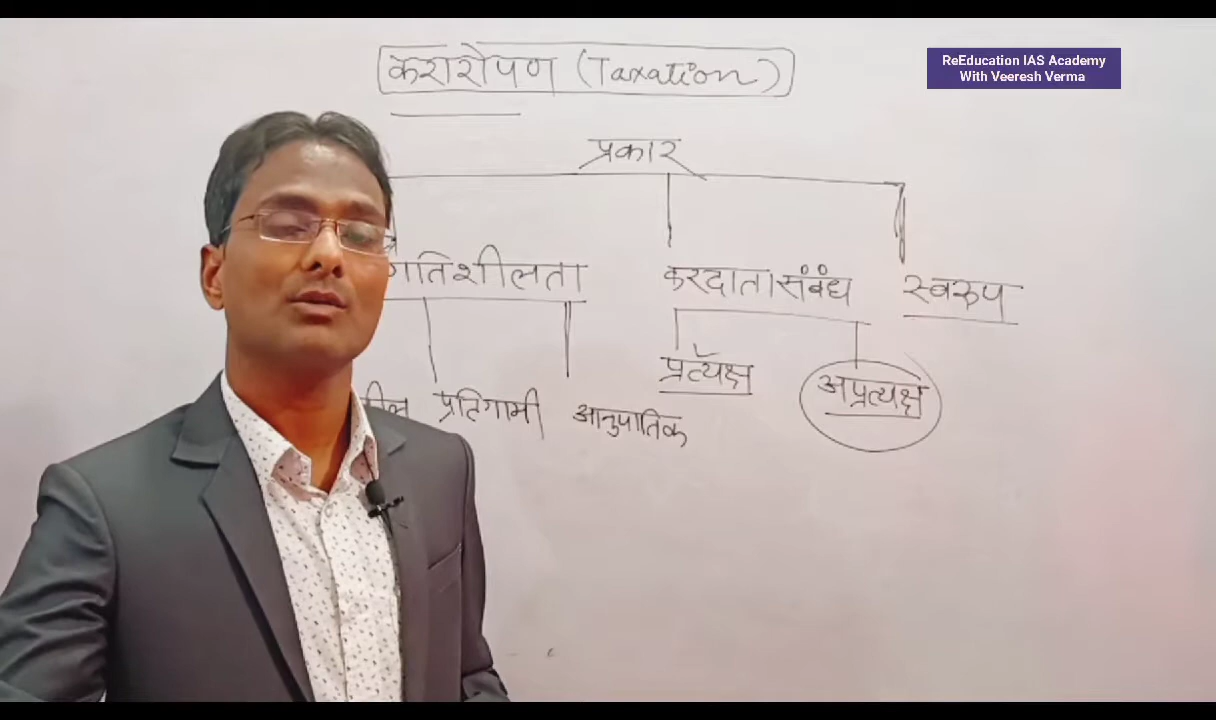 ReEducation IAS Academy
With Veeresh Verma
करारोपण (Taxation)
प्रकार
गतिशीलता करदाता संबंध स्वरूप
प्रत्यक्ष अप्रत्यक्ष
प्रतिगामी आनुपातिक